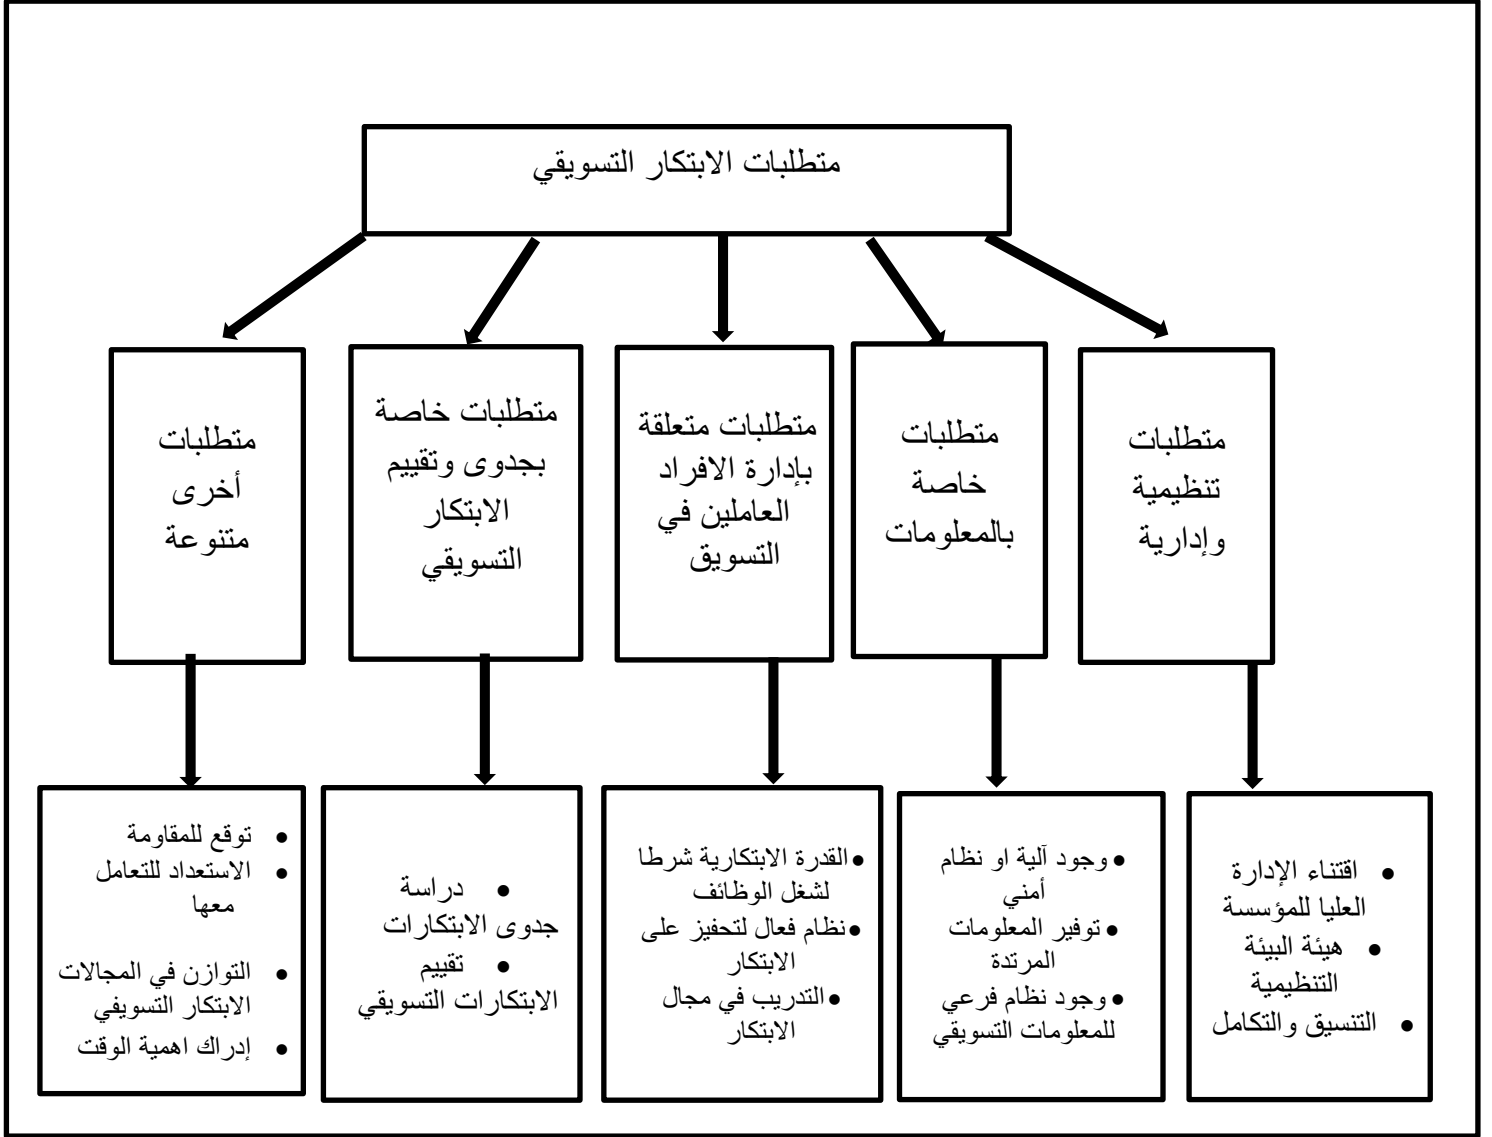 متطلبات الابتكار التسويقي
متطلبات
تنظيمية
وإدارية
متطلبات
خاصة
بالمعلومات
متطلبات متعلقة
بإدارة الافراد
العاملين في
التسويق
متطلبات خاصة
بجدوى وتقييم
الابتكار
التسويقي
متطلبات
أخرى
متنوعة
• اقتناء الإدارة
العليا للمؤسسة
• هيئة البيئة
التنظيمية
• التنسيق والتكامل
• وجود آلية او نظام
أمني
• توفير المعلومات
المرتدة
• وجود نظام فرعي
للمعلومات التسويقي
• القدرة الابتكارية شرطا
لشغل الوظائف
• نظام فعال لتحفيز على
الابتكار
• التدريب في مجال
الابتكار
• دراسة
جدوى الابتكارات
• تقييم
الابتكارات التسويقي
• توقع للمقاومة
• الاستعداد للتعامل
معها
• التوازن في المجالات
الابتكار التسويفي
• إدراك اهمية الوقت